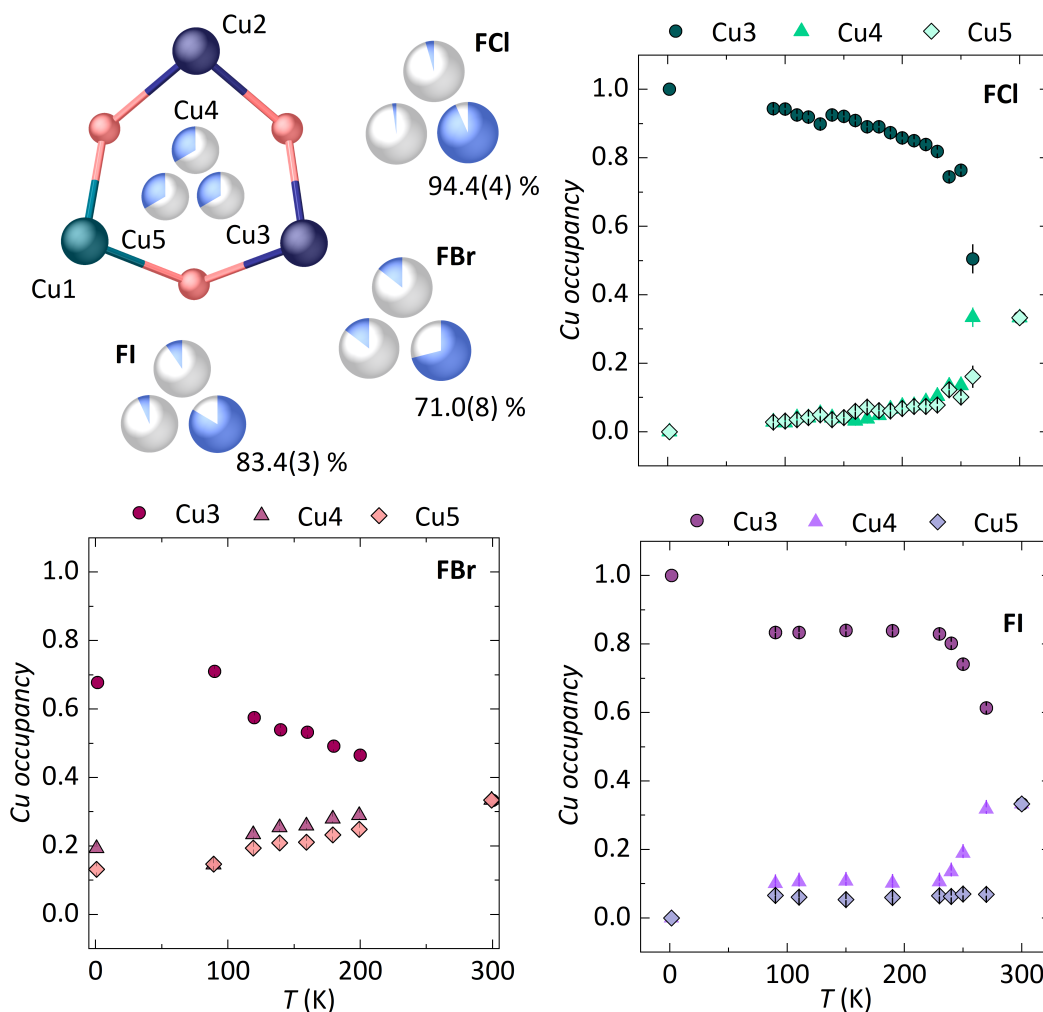 Cu2
Cu4
Cu5
Cu3
Cu1
FCl
94.4(4) %
FBr
71.0(8) %
FI
83.4(3) %
Cu3 Cu4 Cu5
FCl
Cu occupancy
1.0
0.8
0.4
0.2
0.0
Cu3 Cu4 Cu5
FBr
Cu occupancy
1.0
0.8
0.6
0.4
0.2
0.0
0 100 200 300
T (K)
Cu3 Cu4 Cu5
FI
Cu occupancy
1.0
0.8
0.6
0.4
0.2
0.0
0 100 200 300
T (K)